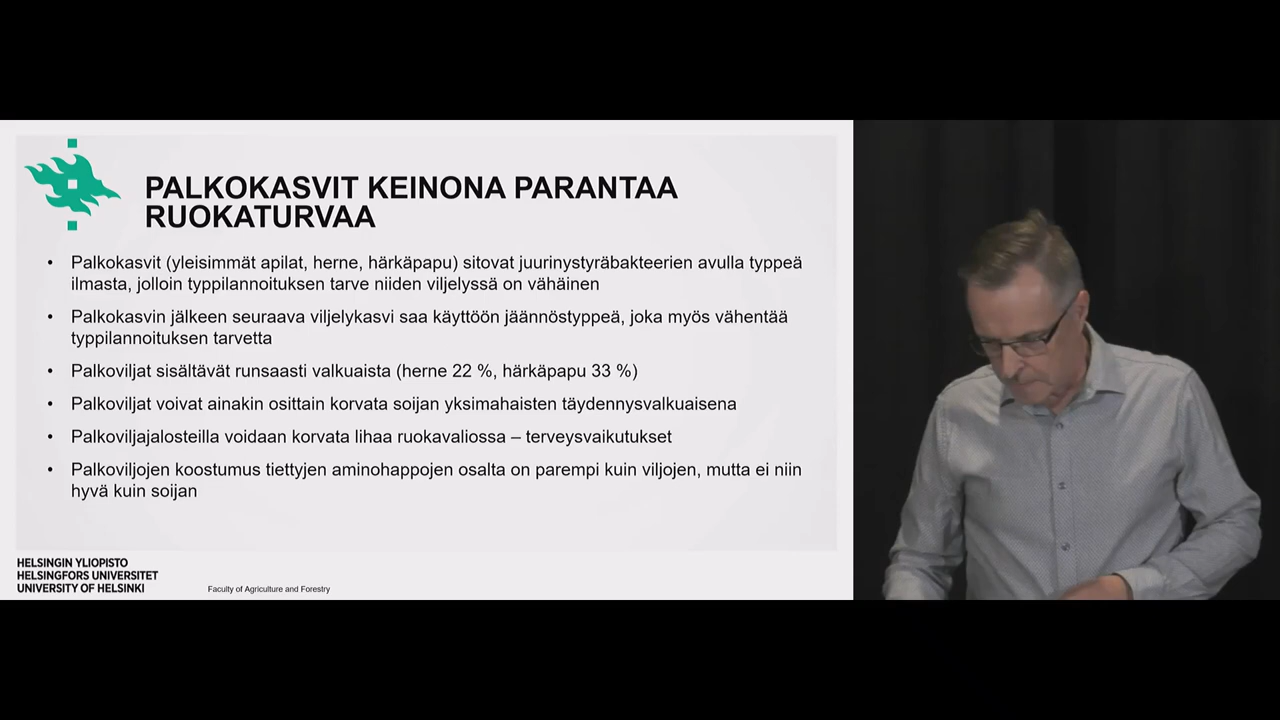 PALKOKASVIT KEINONA PARANTAA
RUOKATURVAA
• Palkokasvit (yleisimmät apilat, herne, härkäpapu) sitovat juurinystyräbakteerien avulla typpeä
ilmasta, jolloin typpilannoituksen tarve niiden viljelyssä on vähäinen
• Palkokasvin jälkeen seuraava viljelykasvi saa käyttöön jäännöstyppeä, joka myös vähentää
typpilannoituksen tarvetta
• Palkoviljat sisältävät runsaasti valkuaista (herne 22 %, härkäpapu 33 %)
• Palkoviljat voivat ainakin osittain korvata soijan yksimahaisten täydennysvalkuaisena
• Palkoviljajalosteilla voidaan korvata lihaa ruokavaliossa – terveysvaikutukset
• Palkoviljojen koostumus tiettyjen aminohappojen osalta on parempi kuin viljojen, mutta ei niin
hyvä kuin soijan
HELSINGIN YLIOPISTO
HELSINGFORS UNIVERSITET
UNIVERSITY OF HELSINKI
Faculty of Agriculture and Forestry